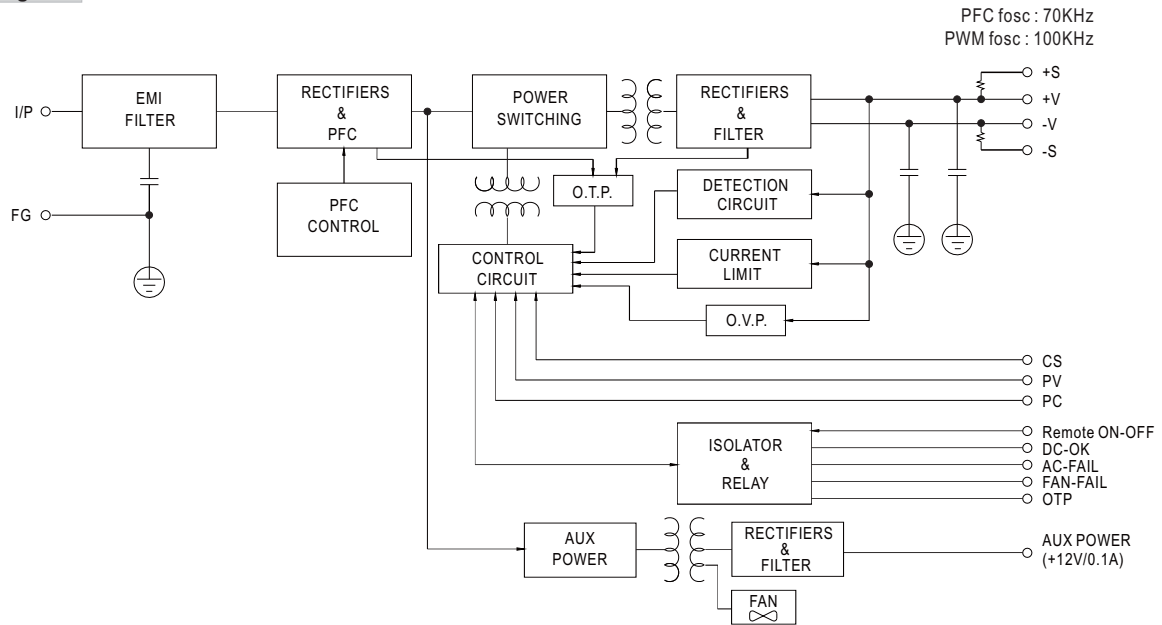 PFC fosc : 70KHz
PWM fosc : 100KHz
I/P
EMI
FILTER
RECTIFIERS
&
PFC
POWER
SWITCHING
RECTIFIERS
&
FILTER
+S
+V
-V
-S
FG
PFC
CONTROL
O.T.P.
DETECTION
CIRCUIT
CONTROL
CIRCUIT
CURRENT
LIMIT
O.V.P.
CS
PV
PC
ISOLATOR
&
RELAY
Remote ON-OFF
DC-OK
AC-FAIL
FAN-FAIL
OTP
AUX
POWER
RECTIFIERS
&
FILTER
AUX POWER
(+12V/0.1A)
FAN